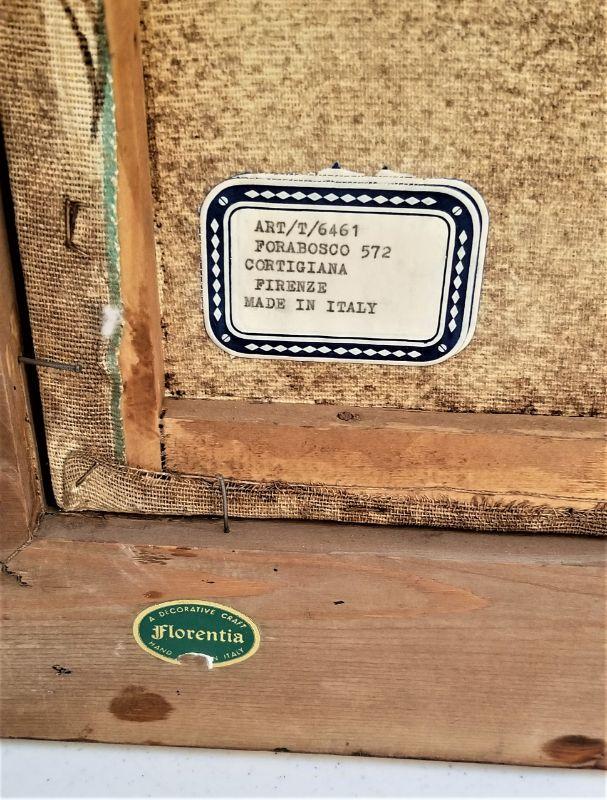 ART/T/6461
FORABOSCO 572
CORTIGIANA
FIRENZE
MADE IN ITALY
A DECORATIVE CRAFT
Florentia
HAND ITALY